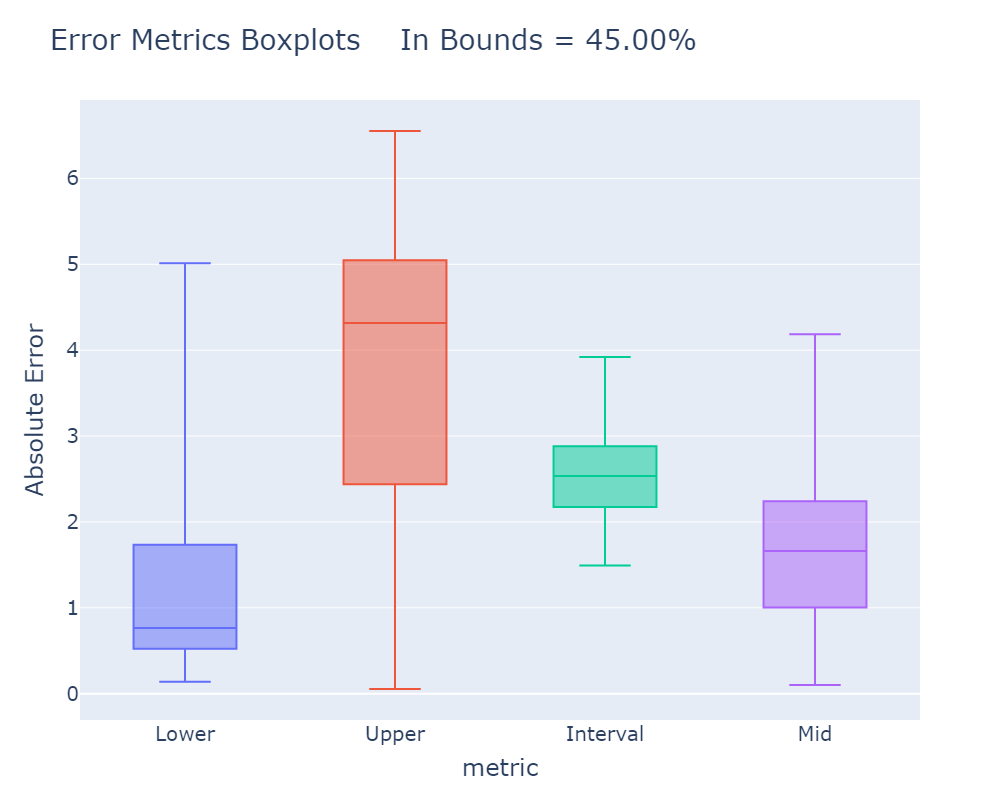 Error Metrics Boxplots    In Bounds = 45.00%
6
5
4
3
2
1
0
Absolute Error
Lower Upper Interval Mid
metric